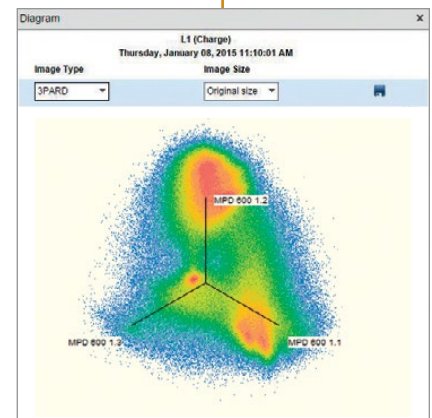 Diagram x
L1 (Charge)
Thursday, January 08, 2015 11:10:01 AM
Image Type Image Size
3PARD Original size
MPD 600 1.2
MPD 600 1.3 MPD 600 1.1